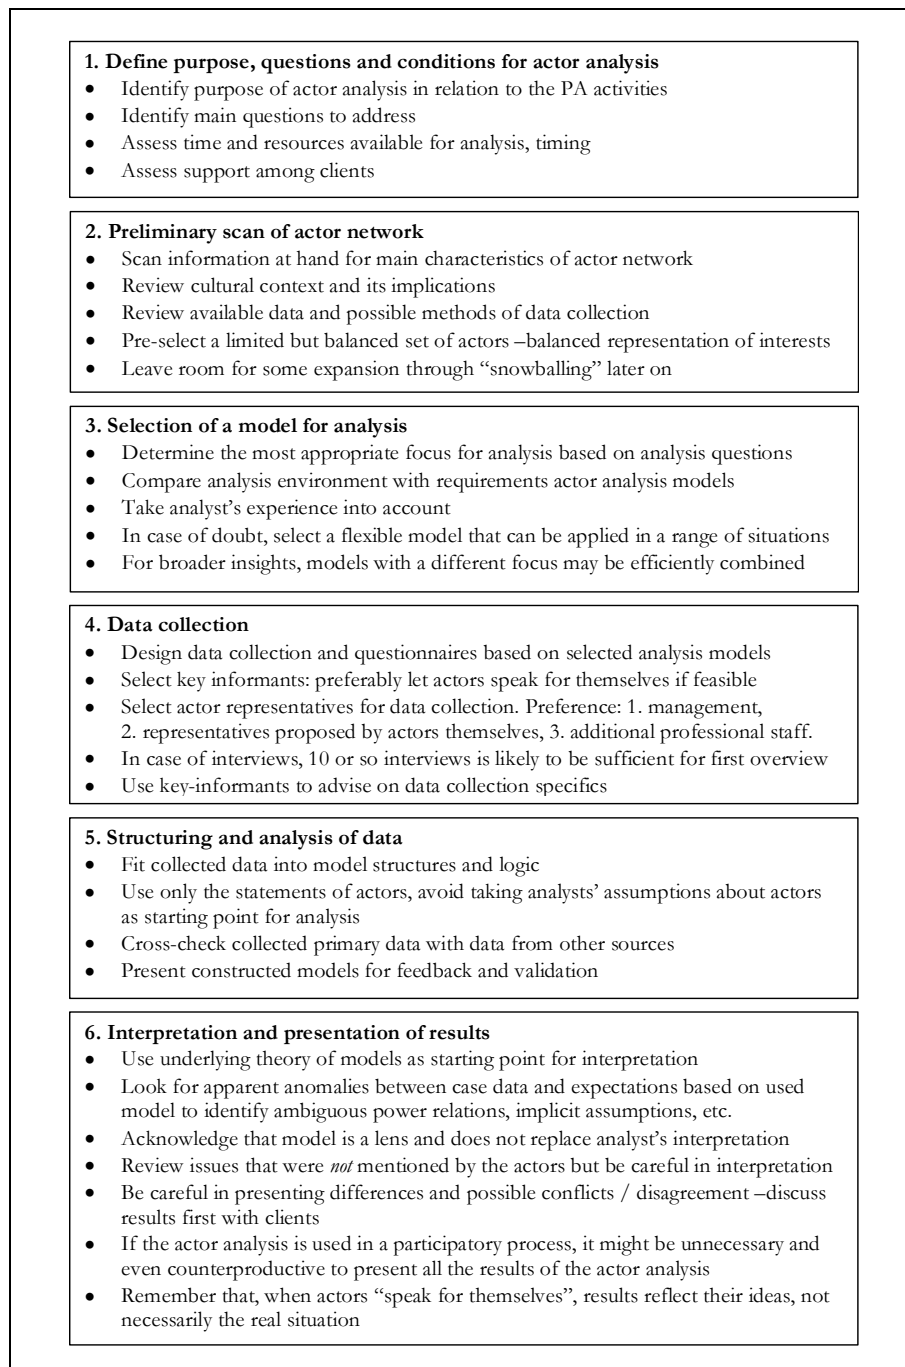 1. Define purpose, questions and conditions for actor analysis
• Identify purpose of actor analysis in relation to the PA activities
• Identify main questions to address
• Assess time and resources available for analysis, timing
• Assess support among clients
2. Preliminary scan of actor network
• Scan information at hand for main characteristics of actor network
• Review cultural context and its implications
• Review available data and possible methods of data collection
• Pre-select a limited but balanced set of actors –balanced representation of interests
• Leave room for some expansion through “snowballing” later on
3. Selection of a model for analysis
• Determine the most appropriate focus for analysis based on analysis questions
• Compare analysis environment with requirements actor analysis models
• Take analyst’s experience into account
• In case of doubt, select a flexible model that can be applied in a range of situations
• For broader insights, models with a different focus may be efficiently combined
4. Data collection
• Design data collection and questionnaires based on selected analysis models
• Select key informants: preferably let actors speak for themselves if feasible
• Select actor representatives for data collection. Preference: 1. management,
2. representatives proposed by actors themselves, 3. additional professional staff.
• In case of interviews, 10 or so interviews is likely to be sufficient for first overview
• Use key-informants to advise on data collection specifics
5. Structuring and analysis of data
• Fit collected data into model structures and logic
• Use only the statements of actors, avoid taking analysts’ assumptions about actors
as starting point for analysis
• Cross-check collected primary data with data from other sources
• Present constructed models for feedback and validation
6. Interpretation and presentation of results
• Use underlying theory of models as starting point for interpretation
• Look for apparent anomalies between case data and expectations based on used
model to identify ambiguous power relations, implicit assumptions, etc.
• Acknowledge that model is a lens and does not replace analyst’s interpretation
• Review issues that were not mentioned by the actors but be careful in interpretation
• Be careful in presenting differences and possible conflicts / disagreement –discuss
results first with clients
• If the actor analysis is used in a participatory process, it might be unnecessary and
even counterproductive to present all the results of the actor analysis
• Remember that, when actors “speak for themselves”, results reflect their ideas, not
necessarily the real situation